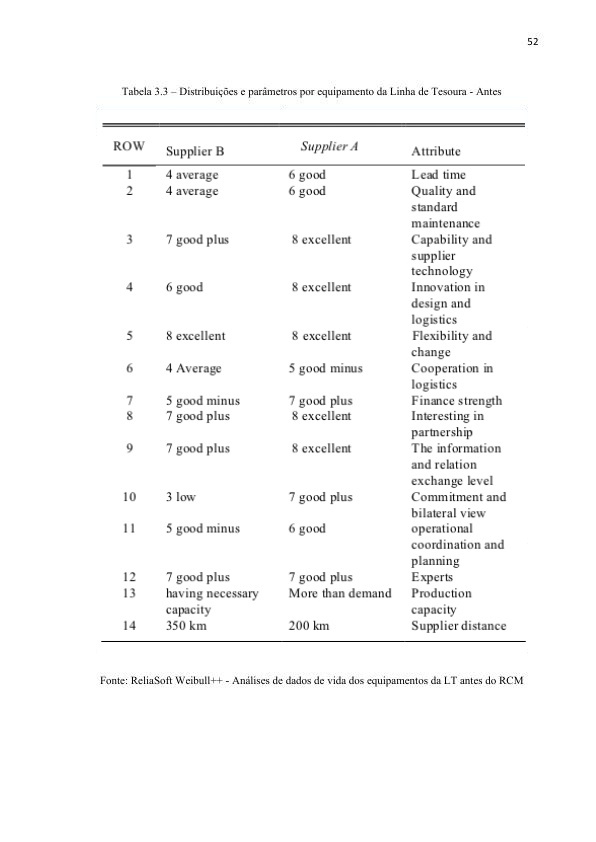 52
Tabela 3.3 – Distribuições e parâmetros por equipamento da Linha de Tesoura - Antes
ROW Supplier B Supplier A Attribute
1 4 average 6 good Lead time
2 4 average 6 good Quality and
standard
maintenance
3 7 good plus 8 excellent Capability and
supplier
technology
4 6 good 8 excellent Innovation in
design and
logistics
5 8 excellent 8 excellent Flexibility and
change
6 4 Average 5 good minus Cooperation in
logistics
7 5 good minus 7 good plus Finance strength
8 7 good plus 8 excellent Interesting in
partnership
9 7 good plus 8 excellent The information
and relation
exchange level
10 3 low 7 good plus Commitment and
bilateral view
11 5 good minus 6 good operational
coordination and
planning
12 7 good plus 7 good plus Experts
13 having necessary More than demand Production
capacity capacity
14 350 km 200 km Supplier distance
Fonte: ReliaSoft Weibull++ - Análises de dados de vida dos equipamentos da LT antes do RCM